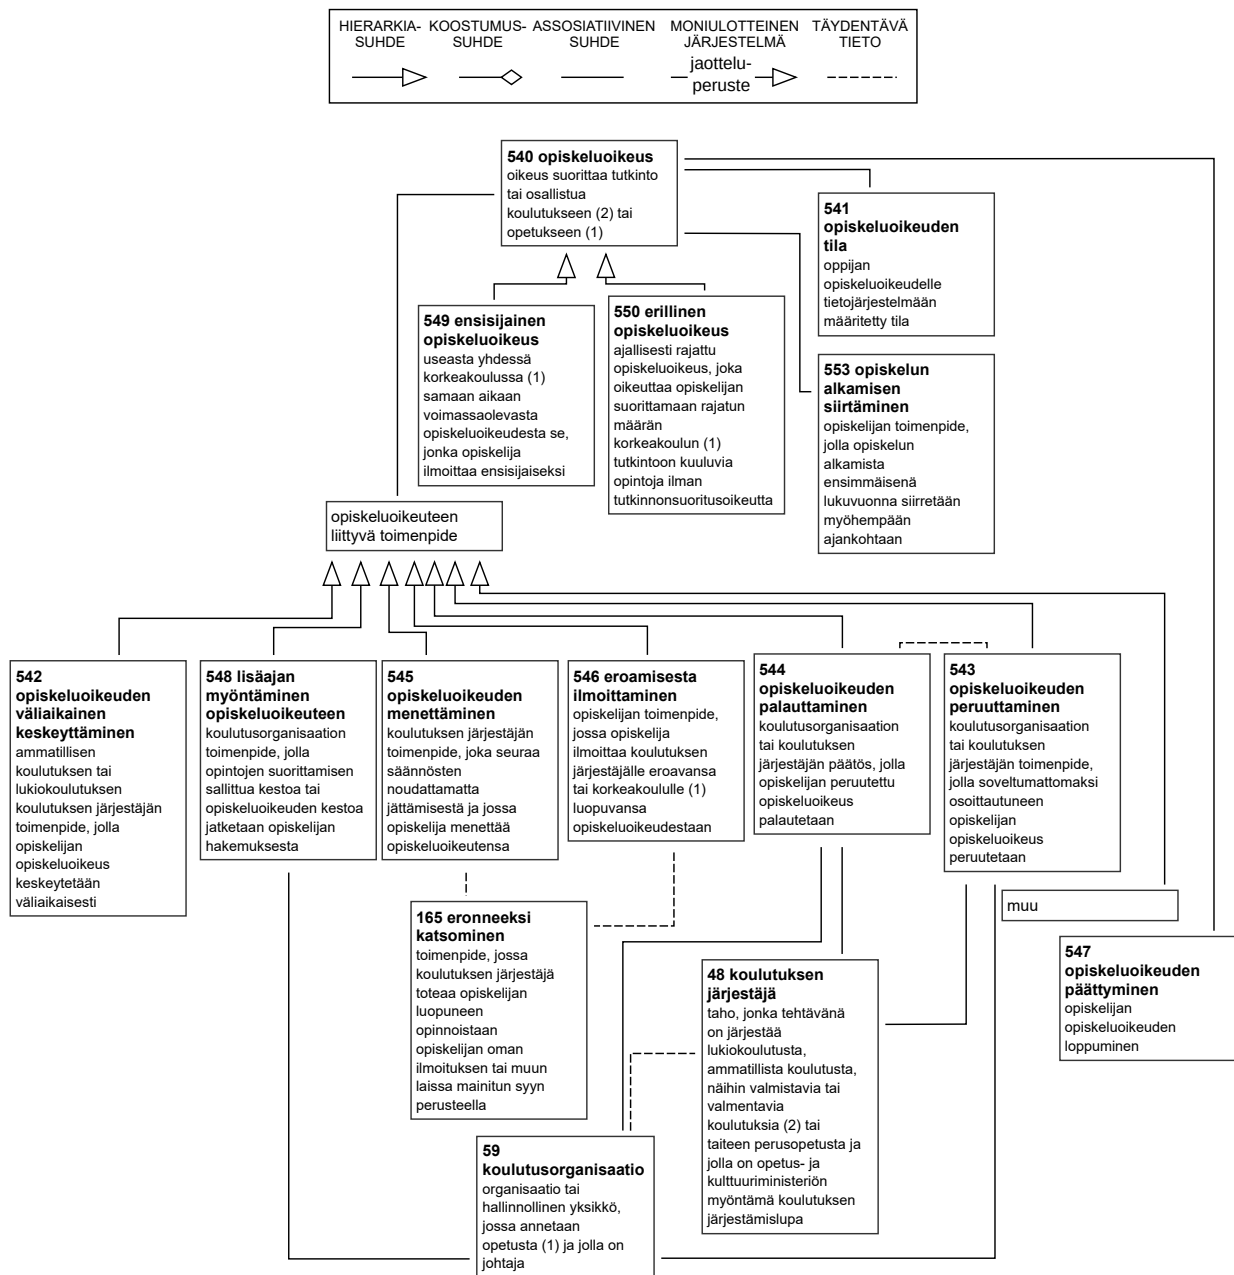 HIERARKIA-
SUHDE
KOOSTUMUS-
SUHDE
ASSOSIATIIVINEN
SUHDE
MONIULOTTEINEN
JÄRJESTELMÄ
jaottelu-
peruste
TÄYDENTÄVÄ
TIETO
540 opiskeluoikeus
oikeus suorittaa tutkinto
tai osallistua
koulutukseen (2) tai
opetukseen (1)
541
opiskeluoikeuden
tila
oppijan
opiskeluoikeudelle
tietojärjestelmään
määritetty tila
549 ensisijainen
opiskeluoikeus
useasta yhdessä
korkeakoulussa (1)
samaan aikaan
voimassaolevasta
opiskeluoikeudesta se,
jonka opiskelija
ilmoittaa ensisijaiseksi
550 erillinen
opiskeluoikeus
ajallisesti rajattu
opiskeluoikeus, joka
oikeuttaa opiskelijan
suorittamaan rajatun
määrän
korkeakoulun (1)
tutkintoon kuuluvia
opintoja ilman
tutkinnonsuoritusoikeutta
553 opiskelun
alkamisen
siirtäminen
opiskelijan toimenpide,
jolla opiskelun
alkamista
ensimmäisenä
lukuvuonna siirretään
myöhempään
ajankohtaan
opiskeluoikeuteen
liittyvä toimenpide
542
opiskeluoikeuden
väliaikainen
keskeyttäminen
ammatillisen
koulutuksen tai
lukiokoulutuksen
koulutuksen järjestäjän
toimenpide, jolla
opiskelijan
opiskeluoikeus
keskeytetään
väliaikaisesti
548 lisäajan
myöntäminen
opiskeluoikeuteen
koulutusorganisaation
toimenpide, jolla
opintojen suorittamisen
sallittua kestoa tai
opiskeluoikeuden kestoa
jatketaan opiskelijan
hakemuksesta
545
opiskeluoikeuden
menettäminen
koulutuksen järjestäjän
toimenpide, joka seuraa
säännösten
noudattamatta
jättämisestä ja jossa
opiskelija menettää
opiskeluoikeutensa
546 eroamisesta
ilmoittaminen
opiskelijan toimenpide,
jossa opiskelija
ilmoittaa koulutuksen
järjestäjälle eroavansa
tai korkeakoululle (1)
luopuvansa
opiskeluoikeudestaan
544
opiskeluoikeuden
palauttaminen
koulutusorganisaation
tai koulutuksen
järjestäjän päätös, jolla
opiskelijan peruutettu
opiskeluoikeus
palautetaan
543
opiskeluoikeuden
peruuttaminen
koulutusorganisaation
tai koulutuksen
järjestäjän toimenpide,
jolla soveltumattomaksi
osoittautuneen
opiskelijan
opiskeluoikeus
peruutetaan
muu
165 eronneeksi
katsominen
toimenpide, jossa
koulutuksen järjestäjä
toteaa opiskelijan
luopuneen
opinnoistaan
opiskelijan oman
ilmoituksen tai muun
laissa mainitun syyn
perusteella
48 koulutuksen
järjestäjä
taho, jonka tehtävänä
on järjestää
lukiokoulutusta,
ammatillista koulutusta,
näihin valmistavia tai
valmentavia
koulutuksia (2) tai
taiteen perusopetusta ja
jolla on opetus- ja
kulttuuriministeriön
myöntämä koulutuksen
järjestämislupa
547
opiskeluoikeuden
päättyminen
opiskelijan
opiskeluoikeuden
loppuminen
59
koulutusorganisaatio
organisaatio tai
hallinnollinen yksikkö,
jossa annetaan
opetusta (1) ja jolla on
johtaja